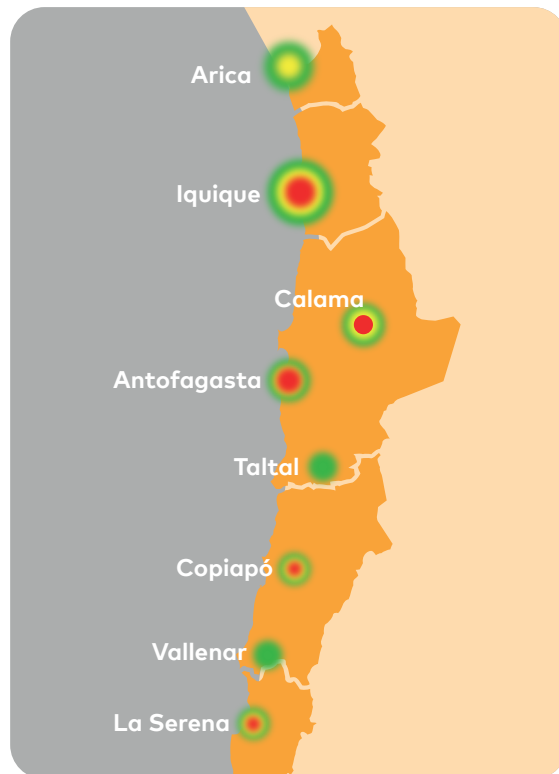 Arica
Iquique
Calama
Antofagasta
Taltal
Copiapó
Vallenar
La Serena